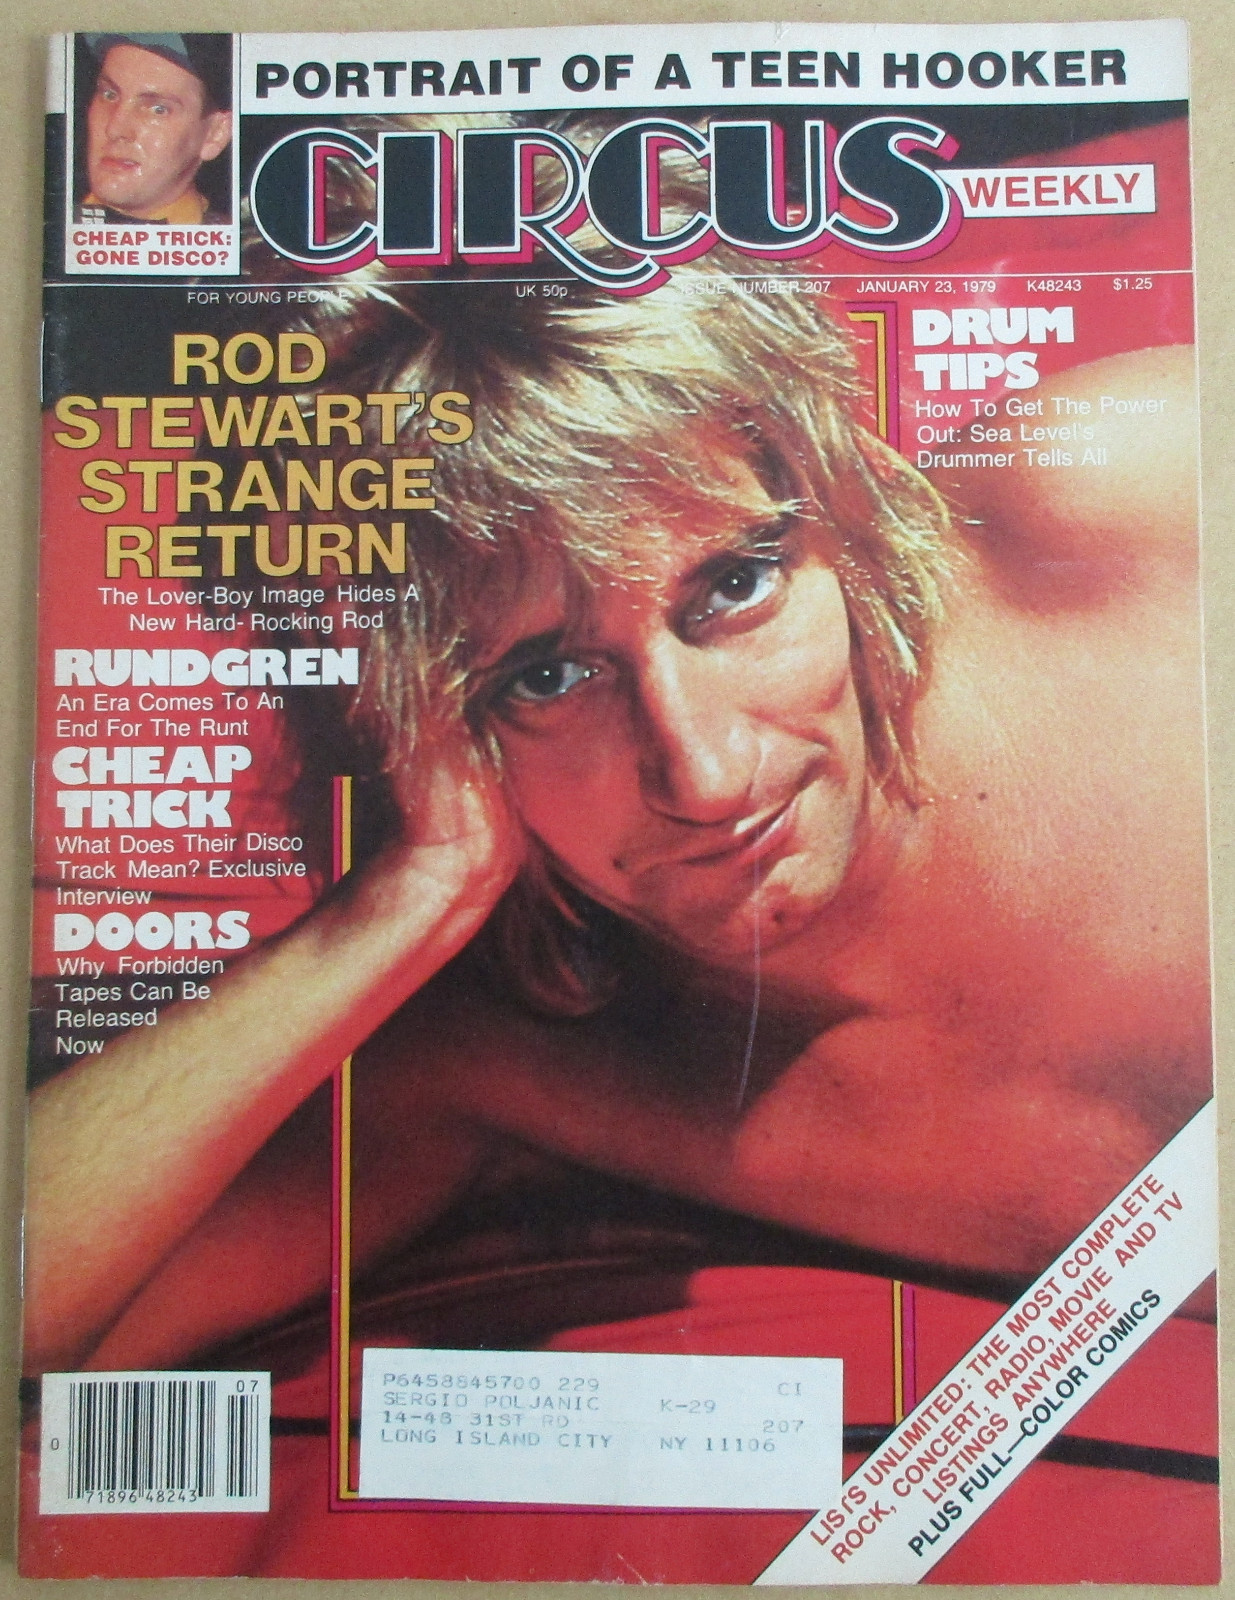 PORTRAIT OF A TEEN HOOKER
CIRCUS
WEEKLY
CHEAP TRICK:
GONE DISCO?
FOR YOUNG PEOPLE
UK 50p
ISSUE NUMBER 207 JANUARY 23, 1979 K48243 $1.25
ROD
STEWART'S
STRANGE
RETURN
The Lover-Boy Image Hides A
New Hard- Rocking Rod
RUNDGREN
An Era Comes To An
End For The Runt
CHEAP
TRICK
What Does Their Disco
Track Mean? Exclusive
Interview
DOORS
Why Forbidden
Tapes Can Be
Released
Now
DRUM
TIPS
How To Get The Power
Out: Sea Level's
Drummer Tells All
LISTS UNLIMITED: THE MOST COMPLETE
ROCK, CONCERT, RADIO, MOVIE AND TV
LISTINGS ANYWHERE
PLUS FULL—COLOR COMICS
07
0
71896 48243
P6458845700 229 CI
SERGIO POLJANIC K-29
14-48 31ST RD 207
LONG ISLAND CITY NY 11106